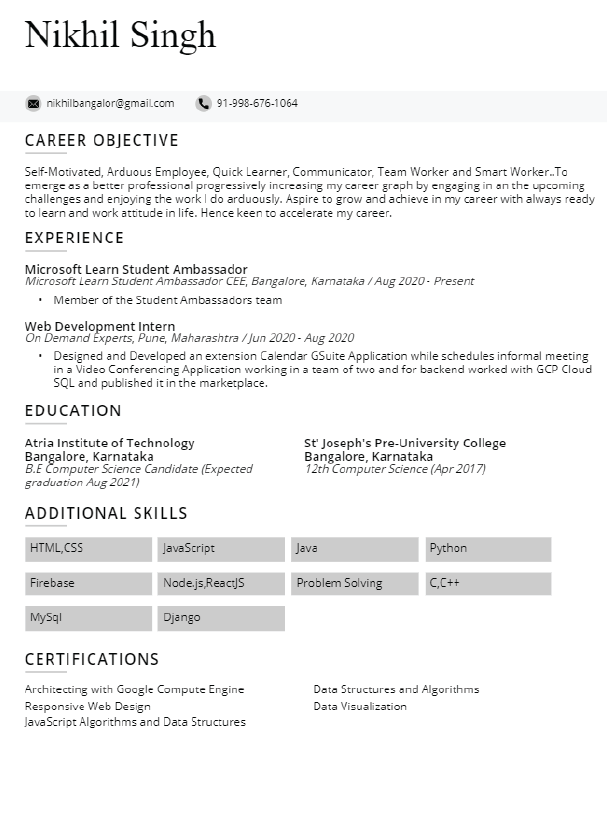 Nikhil Singh
nikhilbangalor@gmail.com 91-998-676-1064
CAREER OBJECTIVE
Self-Motivated, Arduous Employee, Quick Learner, Communicator, Team Worker and Smart Worker..To
emerge as a better professional progressively increasing my career graph by engaging in an the upcoming
challenges and enjoying the work I do arduously. Aspire to grow and achieve in my career with always ready
to learn and work attitude in life. Hence keen to accelerate my career.
EXPERIENCE
Microsoft Learn Student Ambassador
Microsoft Learn Student Ambassador CEE, Bangalore, Karnataka / Aug 2020 - Present
• Member of the Student Ambassadors team
Web Development Intern
On Demand Experts, Pune, Maharashtra / Jun 2020 - Aug 2020
• Designed and Developed an extension Calendar GSuite Application while schedules informal meeting
in a Video Conferencing Application working in a team of two and for backend worked with GCP Cloud
SQL and published it in the marketplace.
EDUCATION
Atria Institute of Technology
Bangalore, Karnataka
B.E Computer Science Candidate (Expected
graduation Aug 2021)
St' Joseph's Pre-University College
Bangalore, Karnataka
12th Computer Science (Apr 2017)
ADDITIONAL SKILLS
HTML,CSS JavaScript Java Python
Firebase Node.js,ReactJS Problem Solving C,C++
MySql Django
CERTIFICATIONS
Architecting with Google Compute Engine
Responsive Web Design
JavaScript Algorithms and Data Structures
Data Structures and Algorithms
Data Visualization